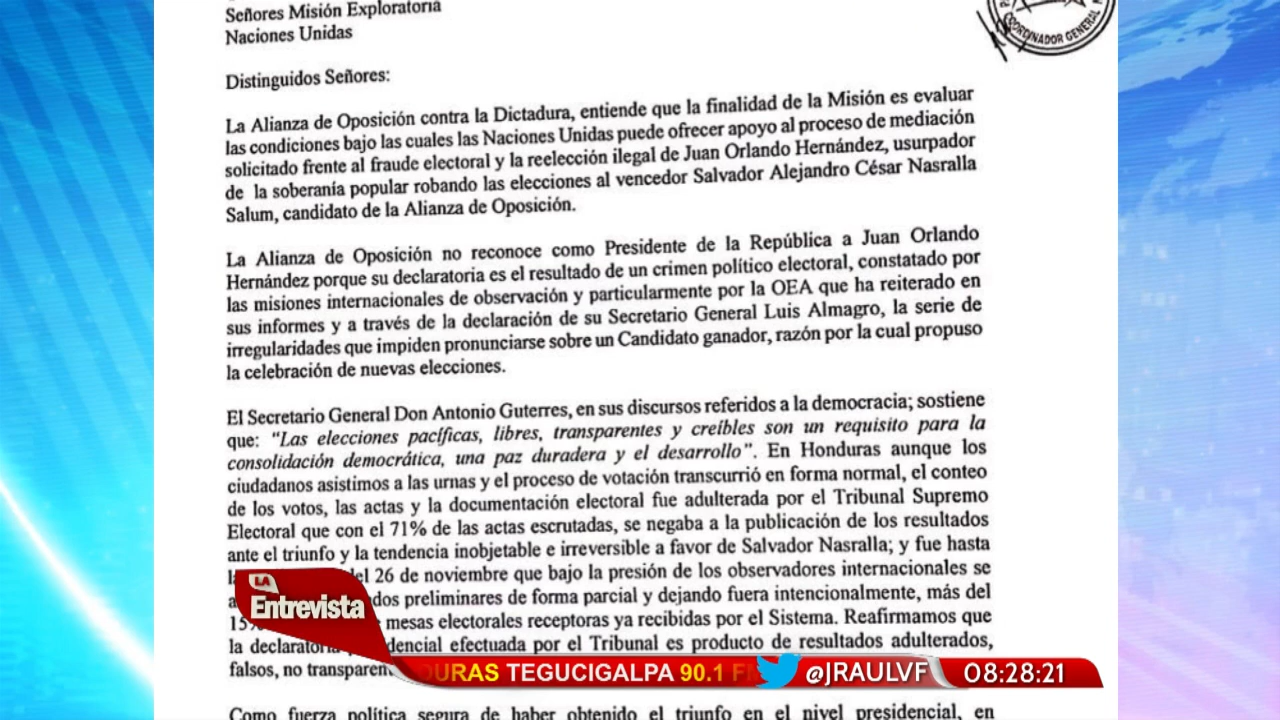 Señores Misión Exploratoria
Naciones Unidas
COORDINADOR GENERAL
Distinguidos Señores:
La Alianza de Oposición contra la Dictadura, entiende que la finalidad de la Misión es evaluar
las condiciones bajo las cuales las Naciones Unidas puede ofrecer apoyo al proceso de mediación
solicitado frente al fraude electoral y la reelección ilegal de Juan Orlando Hernández, usurpador
de la soberanía popular robando las elecciones al vencedor Salvador Alejandro César Nasralla
Salum, candidato de la Alianza de Oposición.
La Alianza de Oposición no reconoce como Presidente de la República a Juan Orlando
Hernández porque su declaratoria es el resultado de un crimen político electoral, constatado por
las misiones internacionales de observación y particularmente por la OEA que ha reiterado en
sus informes y a través de la declaración de su Secretario General Luis Almagro, la serie de
irregularidades que impiden pronunciarse sobre un Candidato ganador, razón por la cual propuso
la celebración de nuevas elecciones.
El Secretario General Don Antonio Guterres, en sus discursos referidos a la democracia; sostiene
que: "Las elecciones pacíficas, libres, transparentes y creíbles son un requisito para la
consolidación democrática, una paz duradera y el desarrollo". En Honduras aunque los
ciudadanos asistimos a las urnas y el proceso de votación transcurrió en forma normal, el conteo
de los votos, las actas y la documentación electoral fue adulterada por el Tribunal Supremo
Electoral que con el 71% de las actas escrutadas, se negaba a la publicación de los resultados
ante el triunfo y la tendencia inobjetable e irreversible a favor de Salvador Nasralla; y fue hasta
del 26 de noviembre que bajo la presión de los observadores internacionales se
preliminares de forma parcial y dejando fuera intencionalmente, más del
mesas electorales receptoras ya recibidas por el Sistema. Reafirmamos que
la declaratoria efectuada por el Tribunal es producto de resultados adulterados,
falsos, no
Como fuerza política segura de haber obtenido el triunfo en el nivel presidencial, en
LA
Entrevista
TEGUCIGALPA 90.1 @JRAULVF 08:28:21